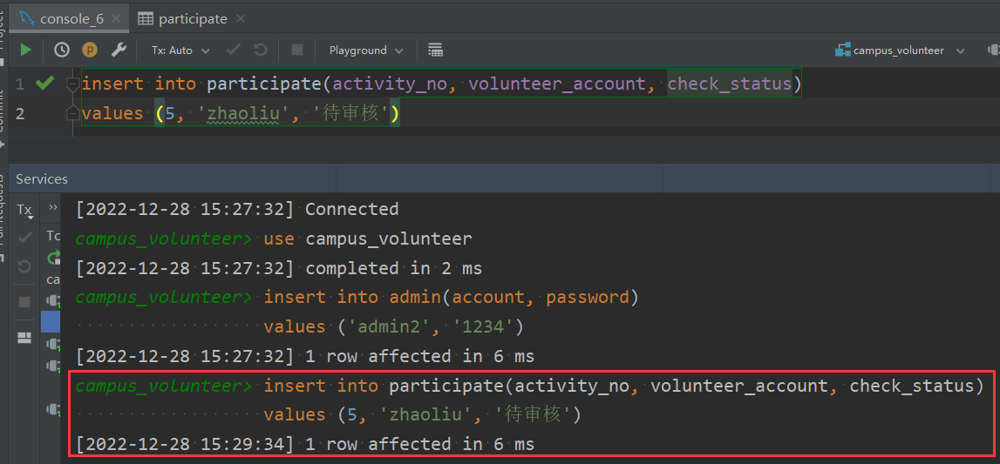 console_6
participate
Tx: Auto
Playground
campus_volunteer
1 insert into participate(activity_no, volunteer_account, check_status)
2 values (5, 'zhaoliu', '待审核')
Services
Tx
[2022-12-28 15:27:32] Connected
campus_volunteer> use campus_volunteer
To
[2022-12-28 15:27:32] completed in 2 ms
ca
campus_volunteer> insert into admin(account, password)
values ('admin2', '1234')
[2022-12-28 15:27:32] 1 row affected in 6 ms
campus_volunteer> insert into participate(activity_no, volunteer_account, check_status)
values (5, 'zhaoliu', '待审核')
[2022-12-28 15:29:34] 1 row affected in 6 ms